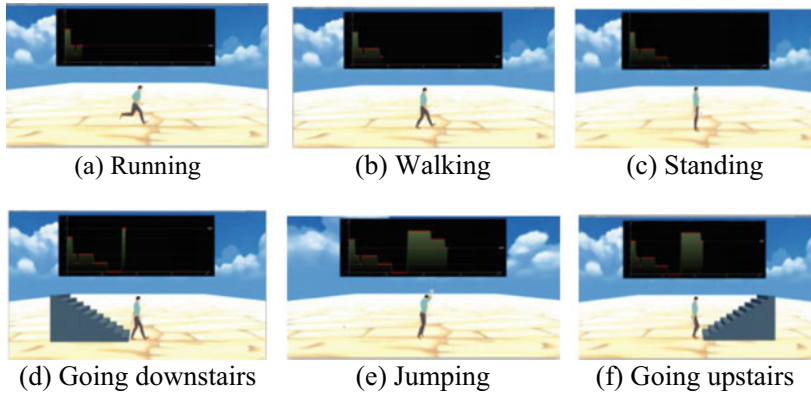 (a) Running
(b) Walking
(c) Standing
(d) Going downstairs
(e) Jumping
(f) Going upstairs